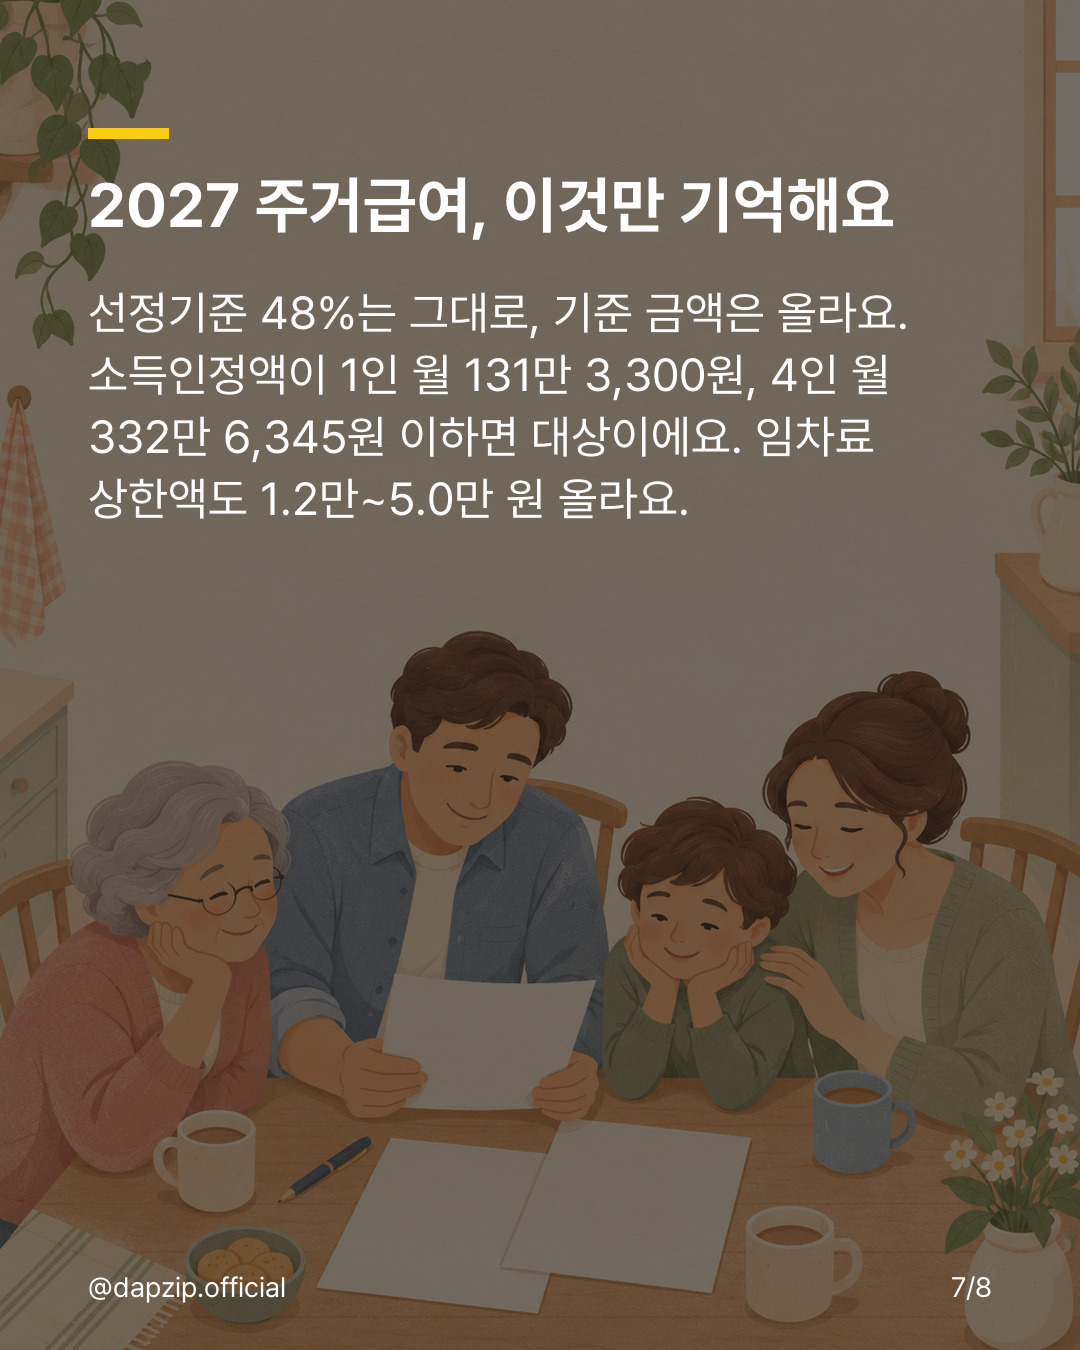 2027 주거급여, 이것만 기억해요
선정기준 48%는 그대로, 기준 금액은 올라요.
소득인정액이 1인 월 131만 3,300원, 4인 월
332만 6,345원 이하면 대상이에요. 임차료
상한액도 1.2만~5.0만 원 올라요.
@dapzip.official
7/8